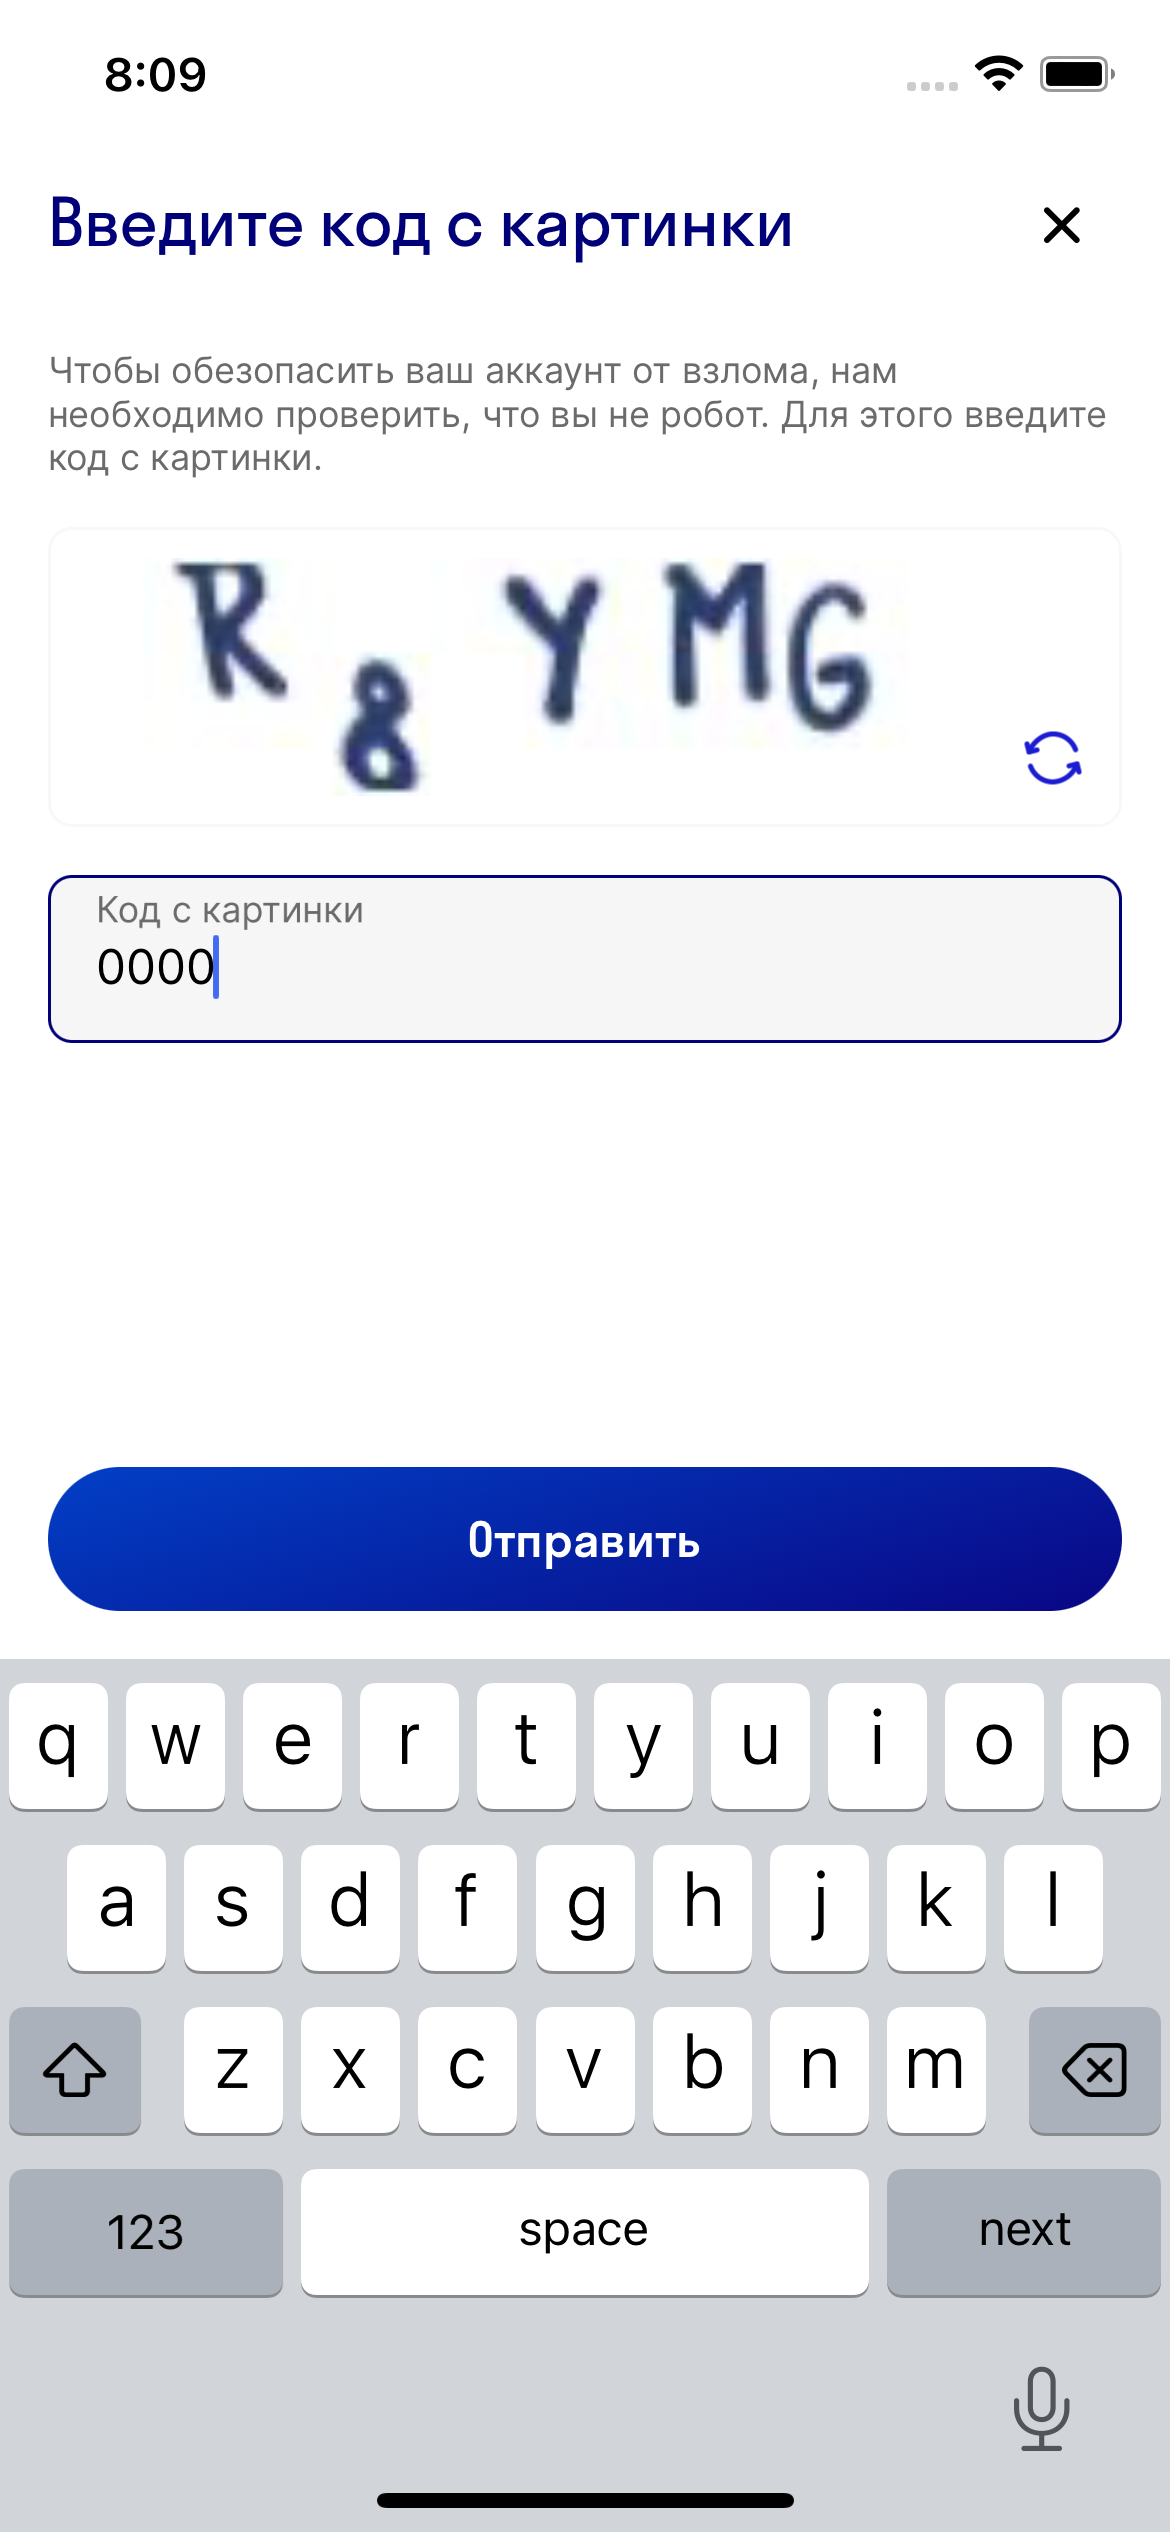 8:09
Введите код с картинки
Чтобы обезопасить ваш аккаунт от взлома, нам
необходимо проверить, что вы не робот. Для этого введите
код с картинки.
R8YMG
Код с картинки
0000
Отправить
q w e r t y u i o p
a s d f g h j k l
z x c v b n m
123 space next